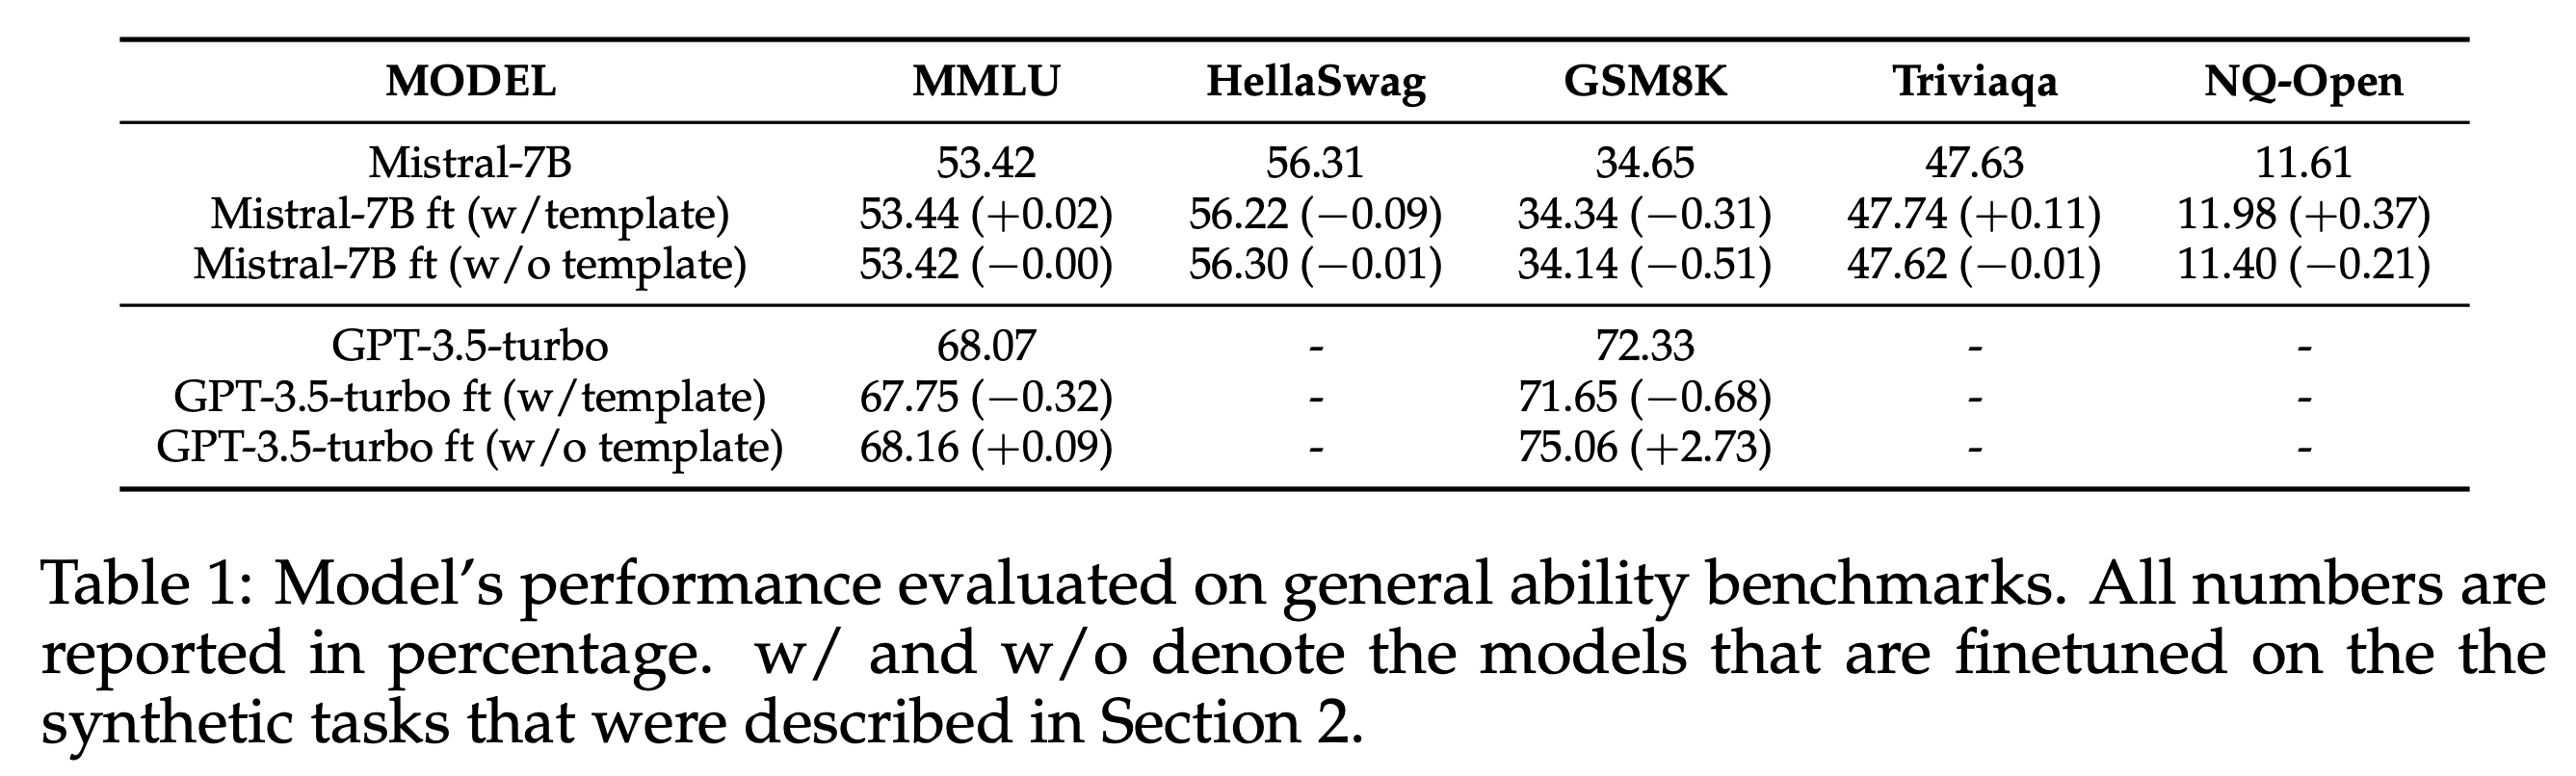 MODEL MMLU HellaSwag GSM8K Triviaqa NQ-Open
Mistral-7B 53.42 56.31 34.65 47.63 11.61
Mistral-7B ft (w/template) 53.44 (+0.02) 56.22 (−0.09) 34.34 (−0.31) 47.74 (+0.11) 11.98 (+0.37)
Mistral-7B ft (w/o template) 53.42 (−0.00) 56.30 (−0.01) 34.14 (−0.51) 47.62 (−0.01) 11.40 (−0.21)
GPT-3.5-turbo 68.07 - 72.33 - -
GPT-3.5-turbo ft (w/template) 67.75 (−0.32) - 71.65 (−0.68) - -
GPT-3.5-turbo ft (w/o template) 68.16 (+0.09) - 75.06 (+2.73) - -
Table 1: Model’s performance evaluated on general ability benchmarks. All numbers are
reported in percentage. w/ and w/o denote the models that are finetuned on the the
synthetic tasks that were described in Section 2.